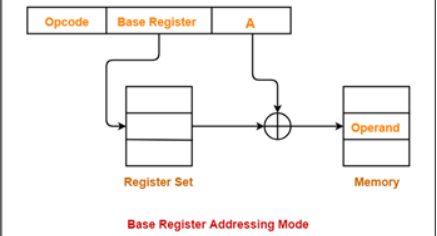 Opcode Base Register A
Operand
Register Set Memory
Base Register Addressing Mode